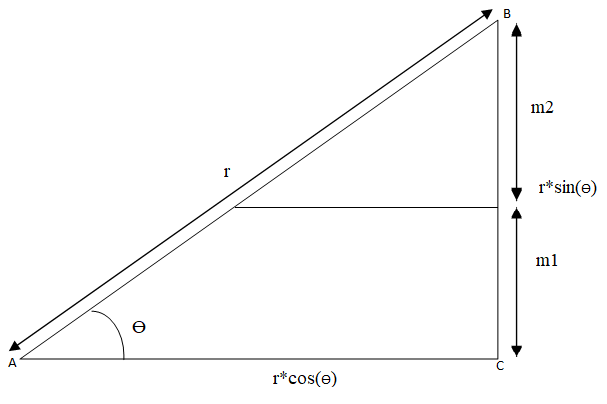 B
m2
r
r*sin(ө)
m1
Ɵ
A
C
r*cos(ө)